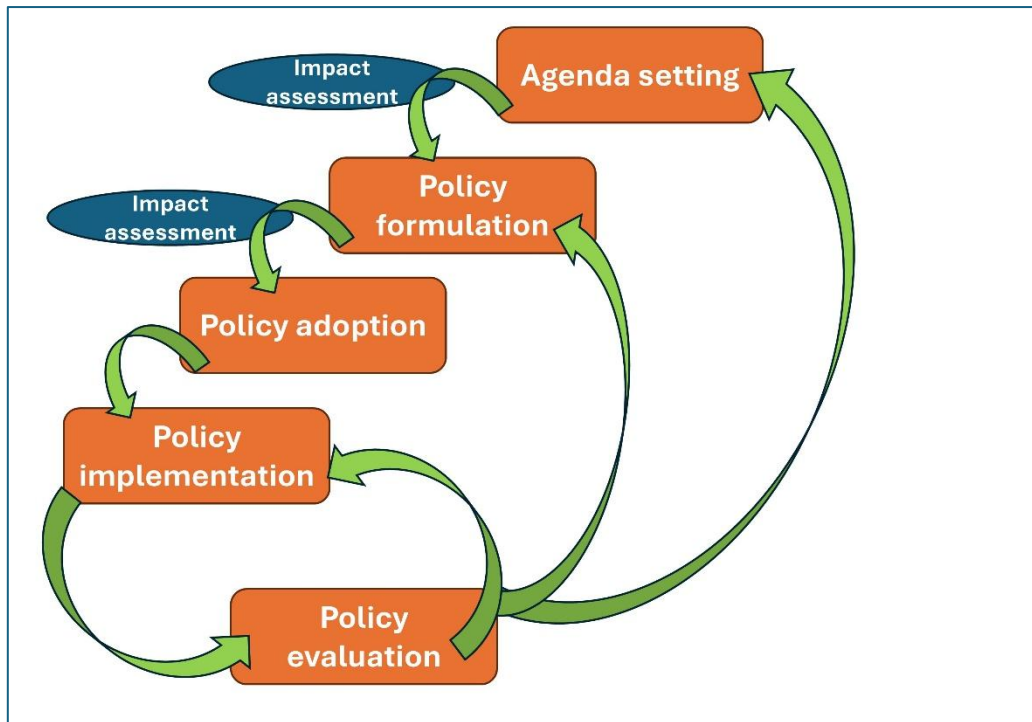 Impact
assessment
Agenda setting
Impact
assessment
Policy
formulation
Policy adoption
Policy
implementation
Policy
evaluation